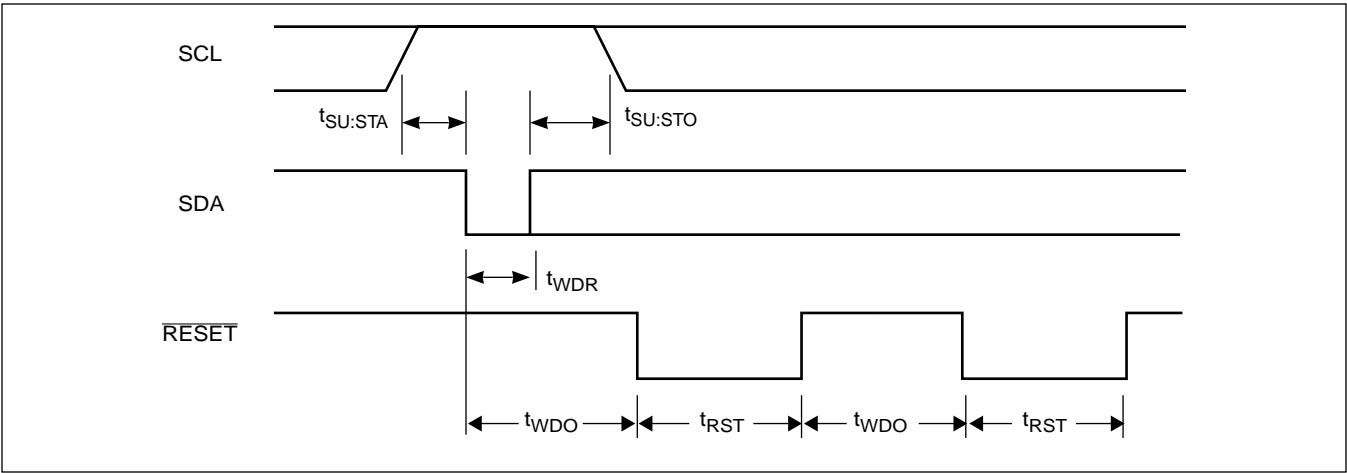 SCL
tSU:STA
tSU:STO
SDA
tWDR
RESET
tWDO tRST tWDO tRST